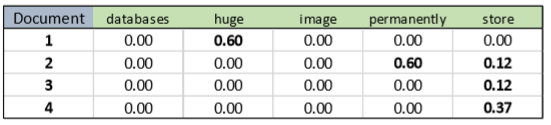 Document databases huge image permanently store
1 0.00 0.60 0.00 0.00 0.00
2 0.00 0.00 0.00 0.60 0.12
3 0.00 0.00 0.00 0.00 0.12
4 0.00 0.00 0.00 0.00 0.37